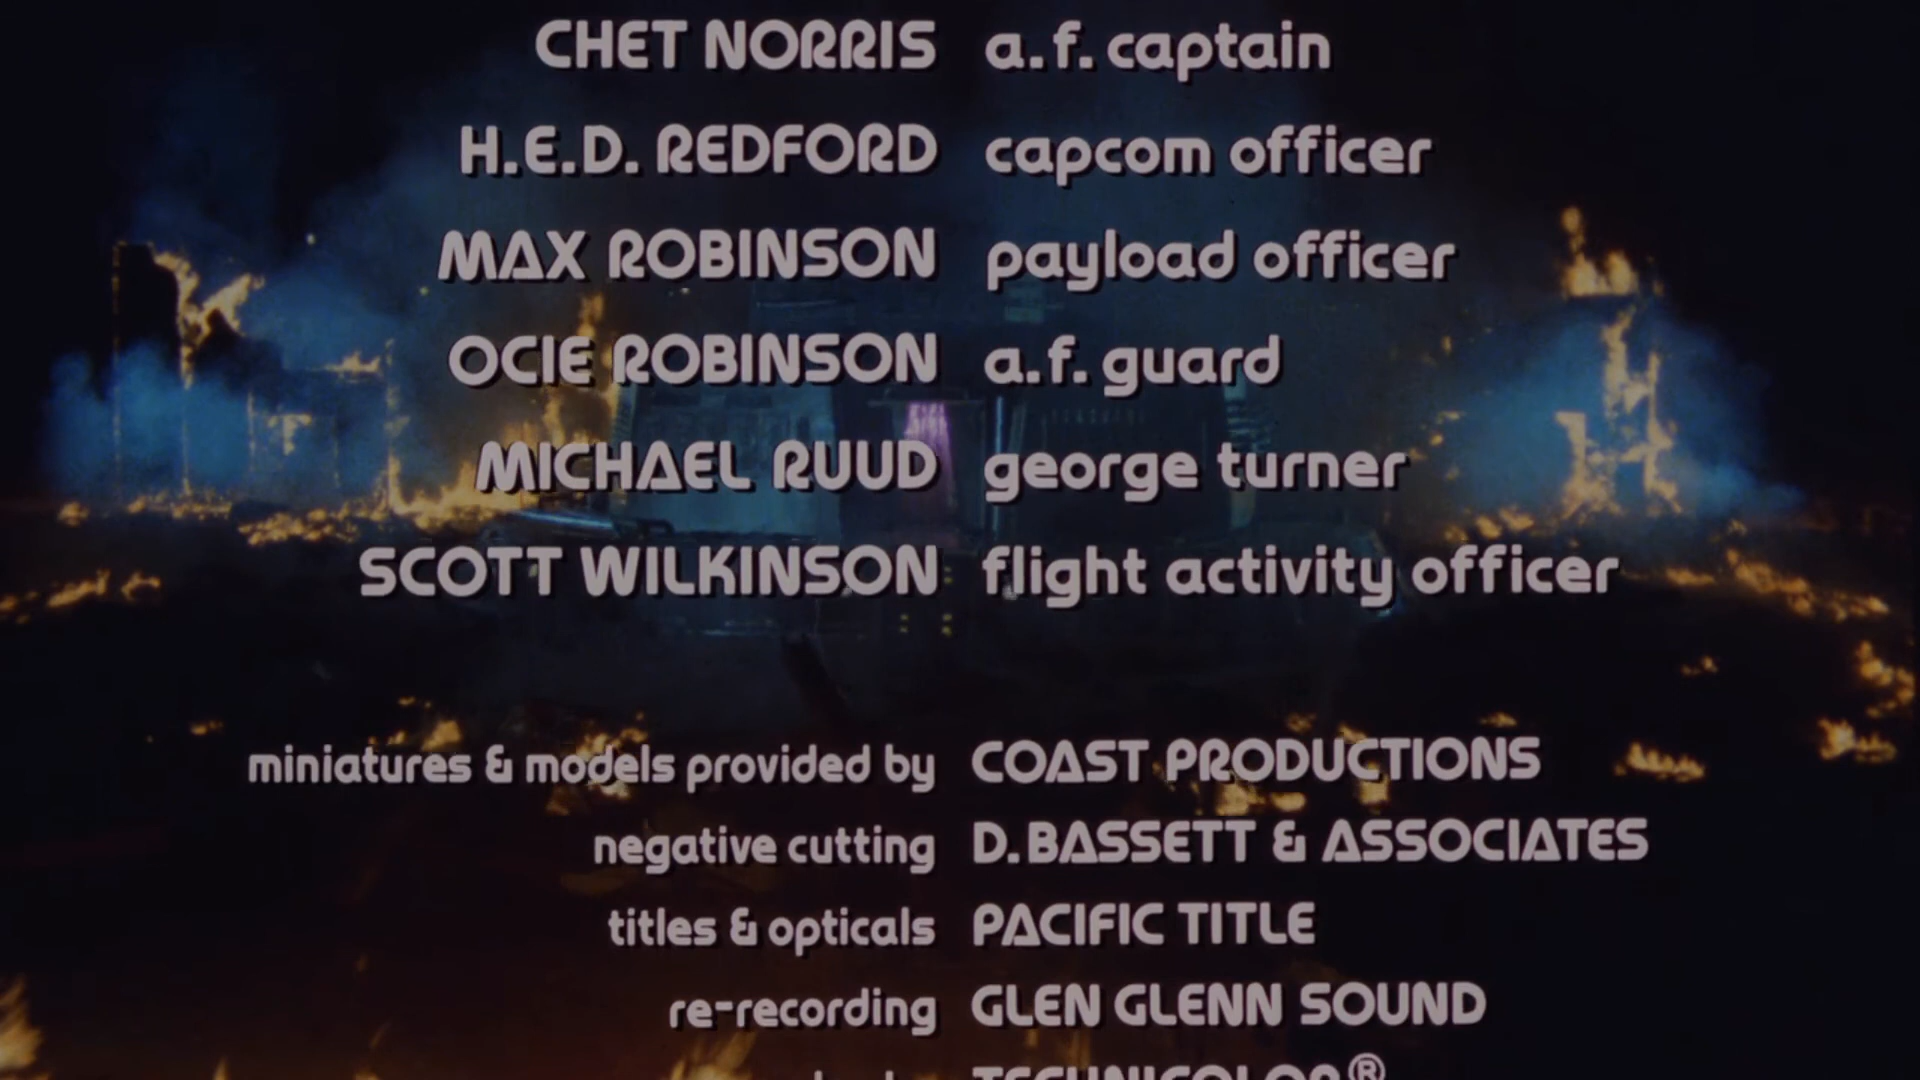 CHET NORRIS a.f. captain
H.E.D. REDFORD capcom officer
MAX ROBINSON payload officer
OCIE ROBINSON a.f. guard
MICHAEL RUUD george turner
SCOTT WILKINSON flight activity officer
miniatures & models provided by COAST PRODUCTIONS
negative cutting D. BASSETT & ASSOCIATES
titles & opticals PACIFIC TITLE
re-recording GLEN GLENN SOUND
TECHNICOLOR®